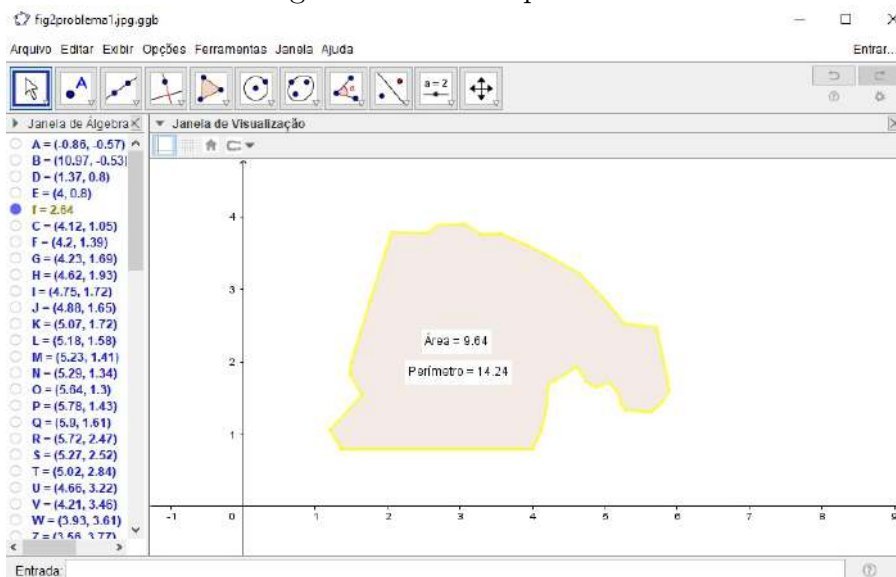 fig2problema1.jpg.ggb
Arquivo Editar Exibir Opções Ferramentas Janela Ajuda
Entrar...
A
α
a = 2
Janela de Álgebra
Janela de Visualização
A = (-0.86, -0.57)
B = (10.97, -0.53)
D = (1.37, 0.8)
E = (4, 0.8)
f = 2.64
C = (4.12, 1.05)
F = (4.2, 1.39)
G = (4.23, 1.69)
H = (4.62, 1.93)
I = (4.75, 1.72)
J = (4.88, 1.65)
K = (5.07, 1.72)
L = (5.18, 1.58)
M = (5.23, 1.41)
N = (5.29, 1.34)
O = (5.64, 1.3)
P = (5.78, 1.43)
Q = (5.9, 1.61)
R = (5.72, 2.47)
S = (5.27, 2.52)
T = (5.02, 2.84)
U = (4.66, 3.22)
V = (4.21, 3.46)
W = (3.93, 3.61)
Z = (3.56, 3.77)
4
3
2
1
Área = 9.64
Perímetro = 14.24
-1 0 1 2 3 4 5 6 7 8 9
Entrada: